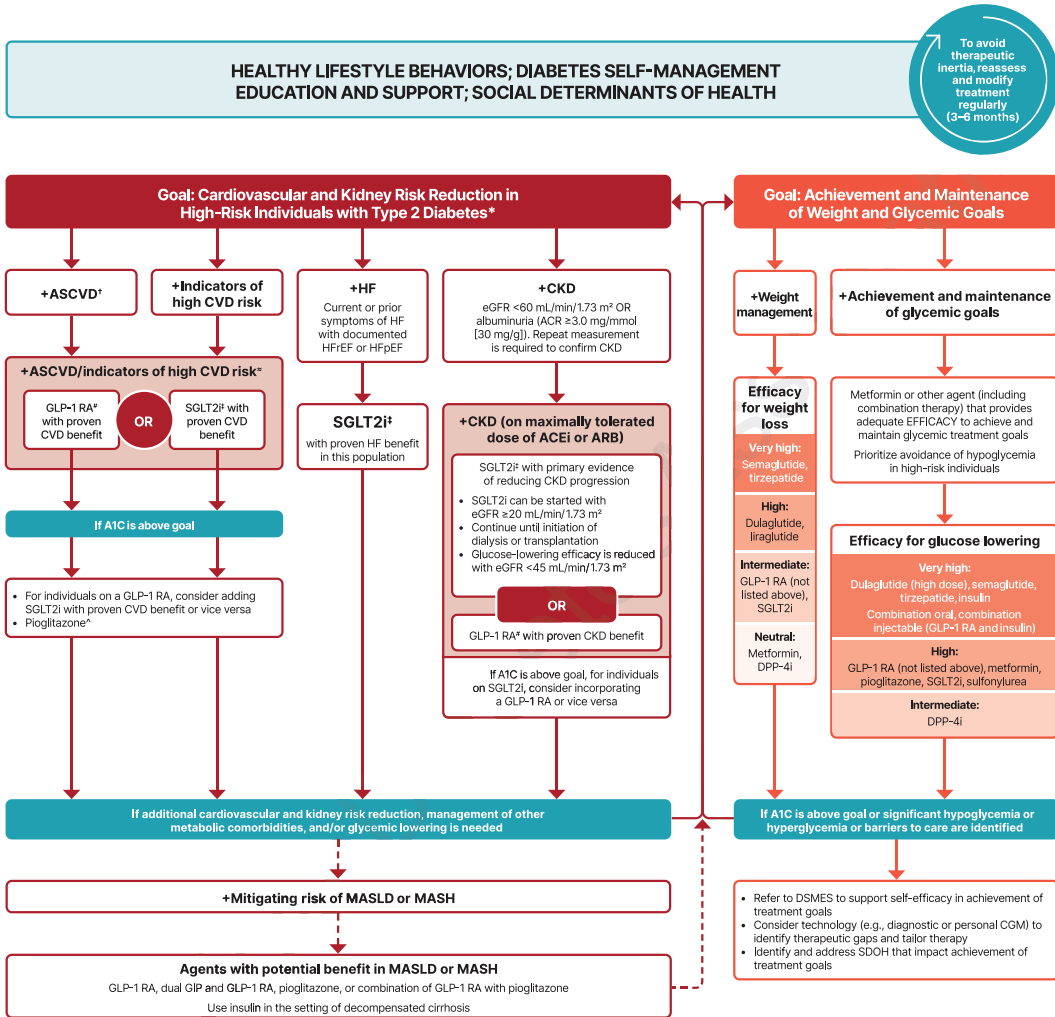 HEALTHY LIFESTYLE BEHAVIORS; DIABETES SELF-MANAGEMENT
EDUCATION AND SUPPORT; SOCIAL DETERMINANTS OF HEALTH
To avoid
therapeutic
inertia, reassess
and modify
treatment
regularly
(3–6 months)
Goal: Cardiovascular and Kidney Risk Reduction in
High-Risk Individuals with Type 2 Diabetes*
+ASCVD†
+Indicators of
high CVD risk
+ASCVD/indicators of high CVD risk≈
GLP-1 RA#
with proven
CVD benefit
OR
SGLT2i‡ with
proven CVD
benefit
If A1C is above goal
• For individuals on a GLP-1 RA, consider adding
SGLT2i with proven CVD benefit or vice versa
• Pioglitazone^
+HF
Current or prior
symptoms of HF
with documented
HFrEF or HFpEF
SGLT2i‡
with proven HF benefit
in this population
+CKD
eGFR <60 mL/min/1.73 m² OR
albuminuria (ACR ≥3.0 mg/mmol
[30 mg/g]). Repeat measurement
is required to confirm CKD
+CKD (on maximally tolerated
dose of ACEi or ARB)
SGLT2i‡ with primary evidence
of reducing CKD progression
• SGLT2i can be started with
eGFR ≥20 mL/min/1.73 m²
• Continue until initiation of
dialysis or transplantation
• Glucose-lowering efficacy is reduced
with eGFR <45 mL/min/1.73 m²
OR
GLP-1 RA# with proven CKD benefit
If A1C is above goal, for individuals
on SGLT2i, consider incorporating
a GLP-1 RA or vice versa
If additional cardiovascular and kidney risk reduction, management of other
metabolic comorbidities, and/or glycemic lowering is needed
+Mitigating risk of MASLD or MASH
Agents with potential benefit in MASLD or MASH
GLP-1 RA, dual GIP and GLP-1 RA, pioglitazone, or combination of GLP-1 RA with pioglitazone
Use insulin in the setting of decompensated cirrhosis
Goal: Achievement and Maintenance
of Weight and Glycemic Goals
+Weight
management
Efficacy
for weight
loss
Very high:
Semaglutide,
tirzepatide
High:
Dulaglutide,
liraglutide
Intermediate:
GLP-1 RA (not
listed above),
SGLT2i
Neutral:
Metformin,
DPP-4i
+Achievement and maintenance
of glycemic goals
Metformin or other agent (including
combination therapy) that provides
adequate EFFICACY to achieve and
maintain glycemic treatment goals
Prioritize avoidance of hypoglycemia
in high-risk individuals
Efficacy for glucose lowering
Very high:
Dulaglutide (high dose), semaglutide,
tirzepatide, insulin
Combination oral, combination
injectable (GLP-1 RA and insulin)
High:
GLP-1 RA (not listed above), metformin,
pioglitazone, SGLT2i, sulfonylurea
Intermediate:
DPP-4i
If A1C is above goal or significant hypoglycemia or
hyperglycemia or barriers to care are identified
• Refer to DSMES to support self-efficacy in achievement of
treatment goals
• Consider technology (e.g., diagnostic or personal CGM) to
identify therapeutic gaps and tailor therapy
• Identify and address SDOH that impact achievement of
treatment goals